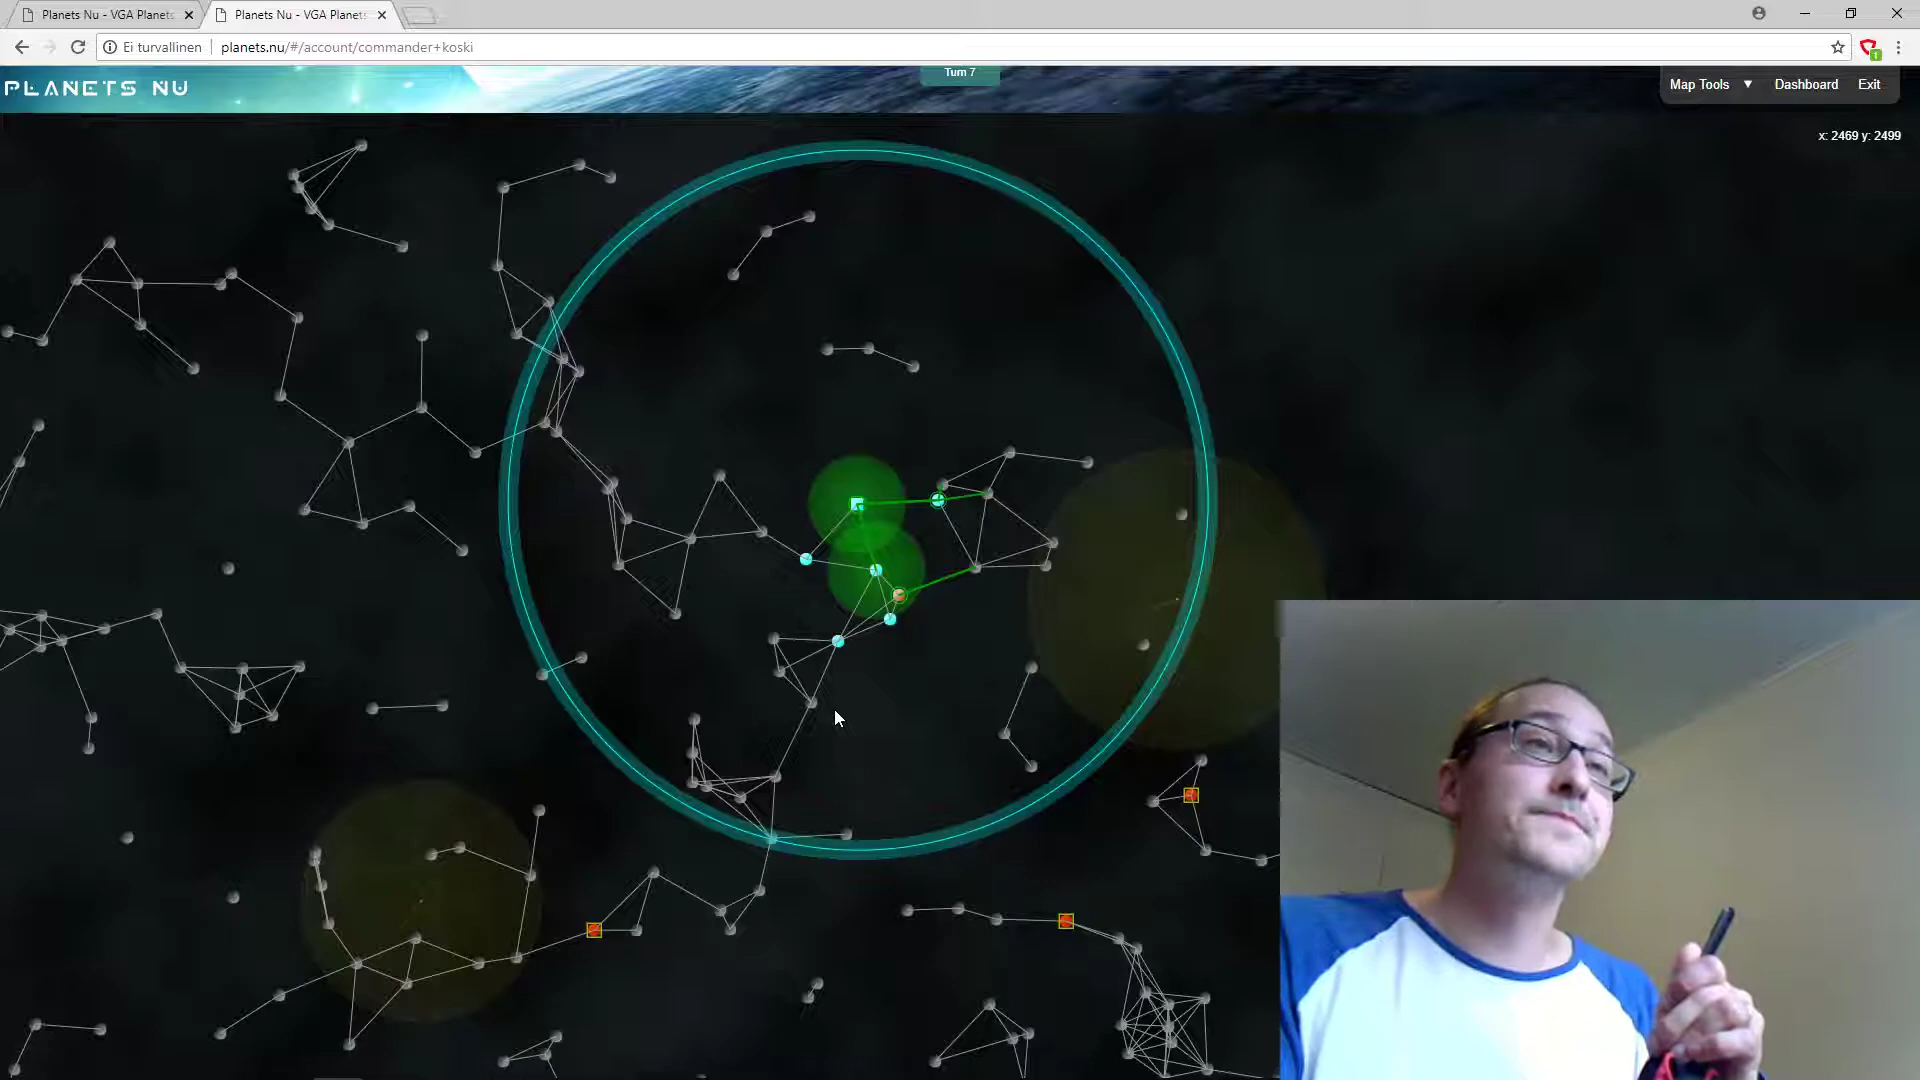 Planets Nu - VGA Planets
Planets Nu - VGA Planets
Ei turvallinen
planets.nu/#/account/commander+koski
1
PLANETS NU
Turn 7
Map Tools
Dashboard
Exit
x: 2469 y: 2499